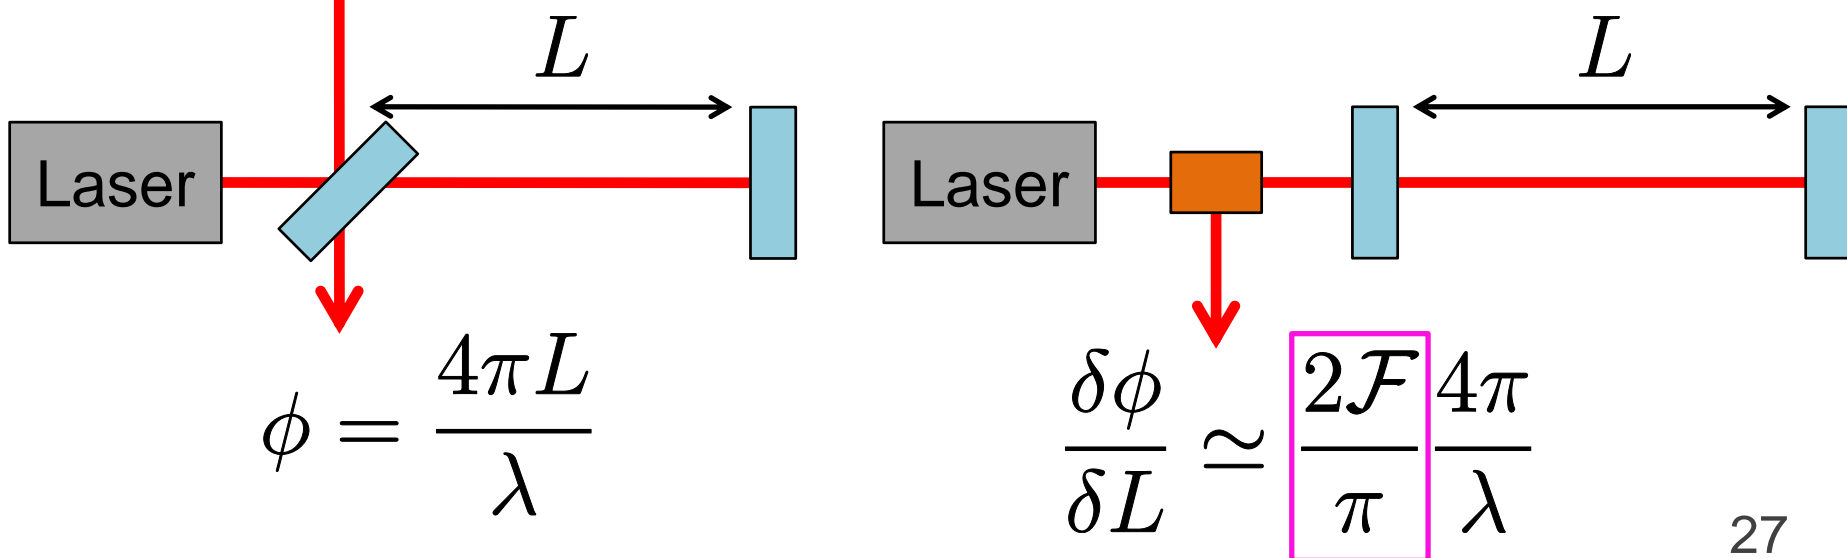 L
L
Laser
Laser
ϕ = 4πL / λ
δϕ / δL ≃ 2ℱ / π 4π / λ
27